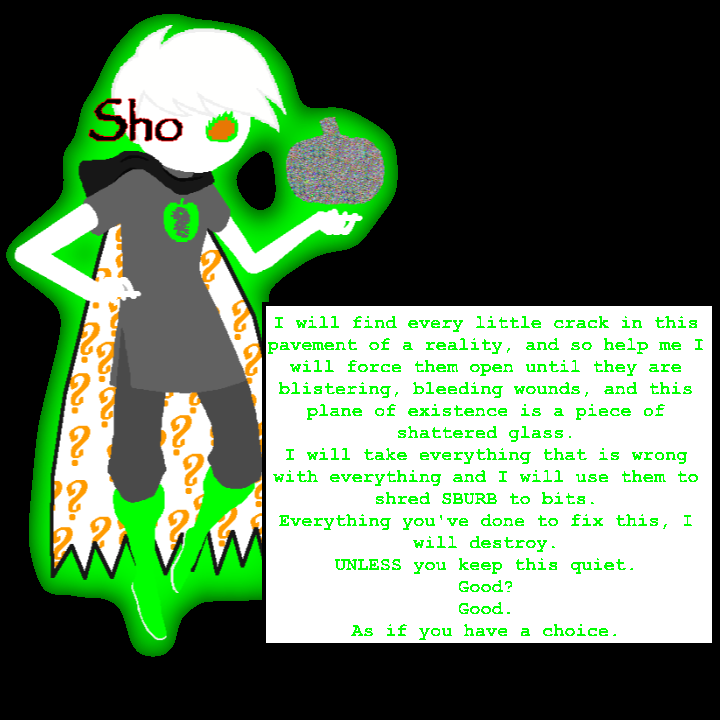 Sho
I will find every little crack in this
pavement of a reality, and so help me I
will force them open until they are
blistering, bleeding wounds, and this
plane of existence is a piece of
shattered glass.
I will take everything that is wrong
with everything and I will use them to
shred SBURB to bits.
Everything you've done to fix this, I
will destroy.
UNLESS you keep this quiet.
Good?
Good.
As if you have a choice.